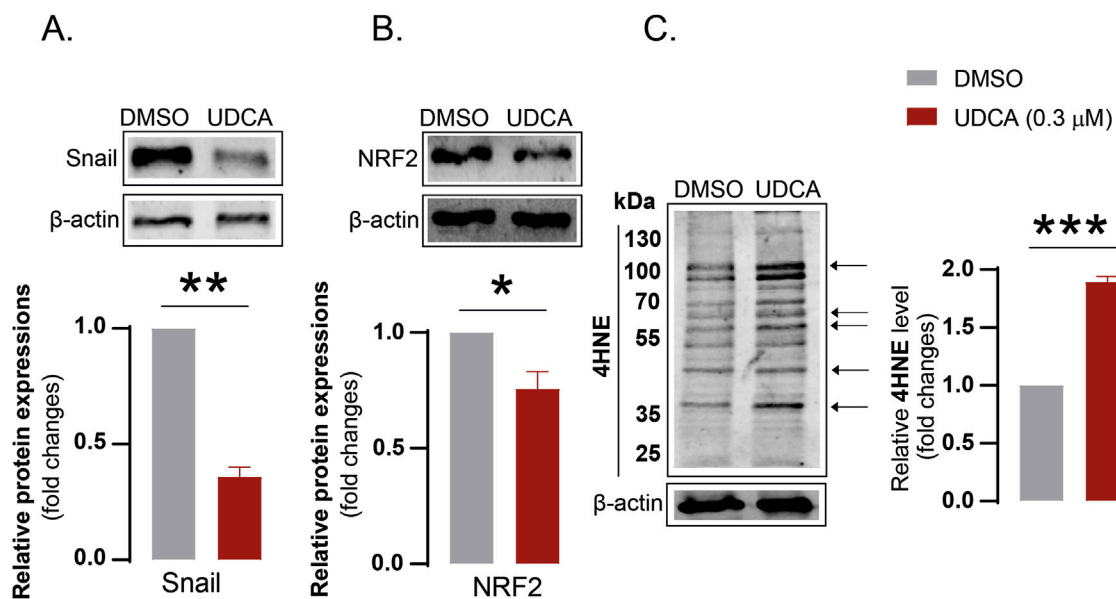 A.
B.
C.
DMSO
UDCA (0.3 μM)
DMSO UDCA
Snail
β-actin
**
Relative protein expressions
(fold changes)
1.0
0.5
0.0
Snail
DMSO UDCA
NRF2
β-actin
*
Relative protein expressions
(fold changes)
1.0
0.5
0.0
NRF2
DMSO UDCA
kDa
130
100
70
55
35
25
4HNE
β-actin
***
Relative 4HNE level
(fold changes)
2.0
1.5
1.0
0.5
0.0